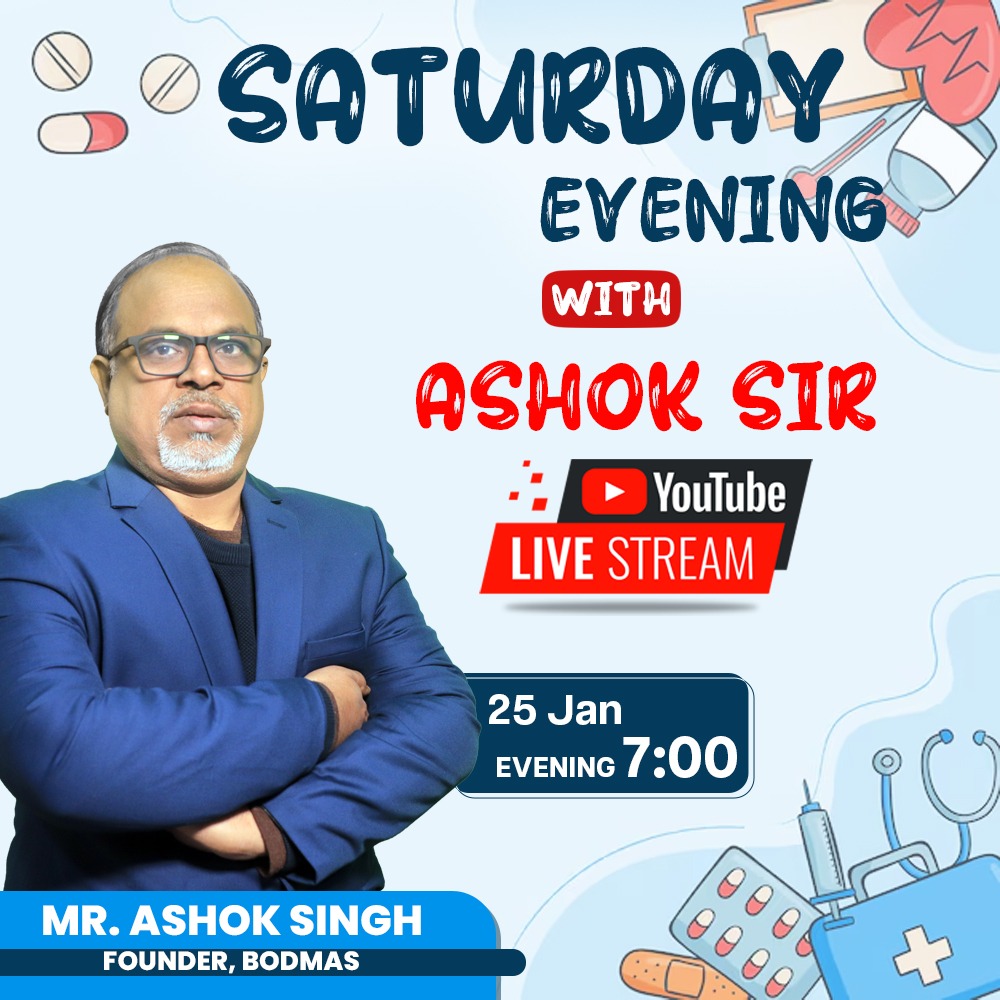 SATURDAY
EVENING
WITH
ASHOK SIR
YouTube
LIVE STREAM
25 Jan
EVENING 7:00
MR. ASHOK SINGH
FOUNDER, BODMAS